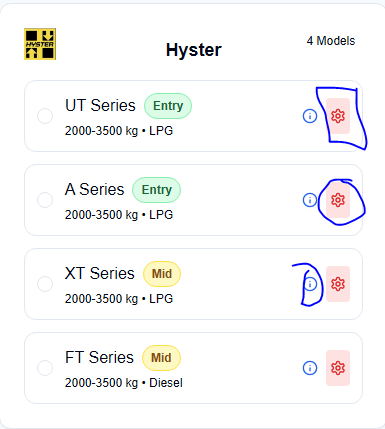 HYSTER
Hyster
4 Models
UT Series Entry
2000-3500 kg • LPG
A Series Entry
2000-3500 kg • LPG
XT Series Mid
2000-3500 kg • LPG
FT Series Mid
2000-3500 kg • Diesel